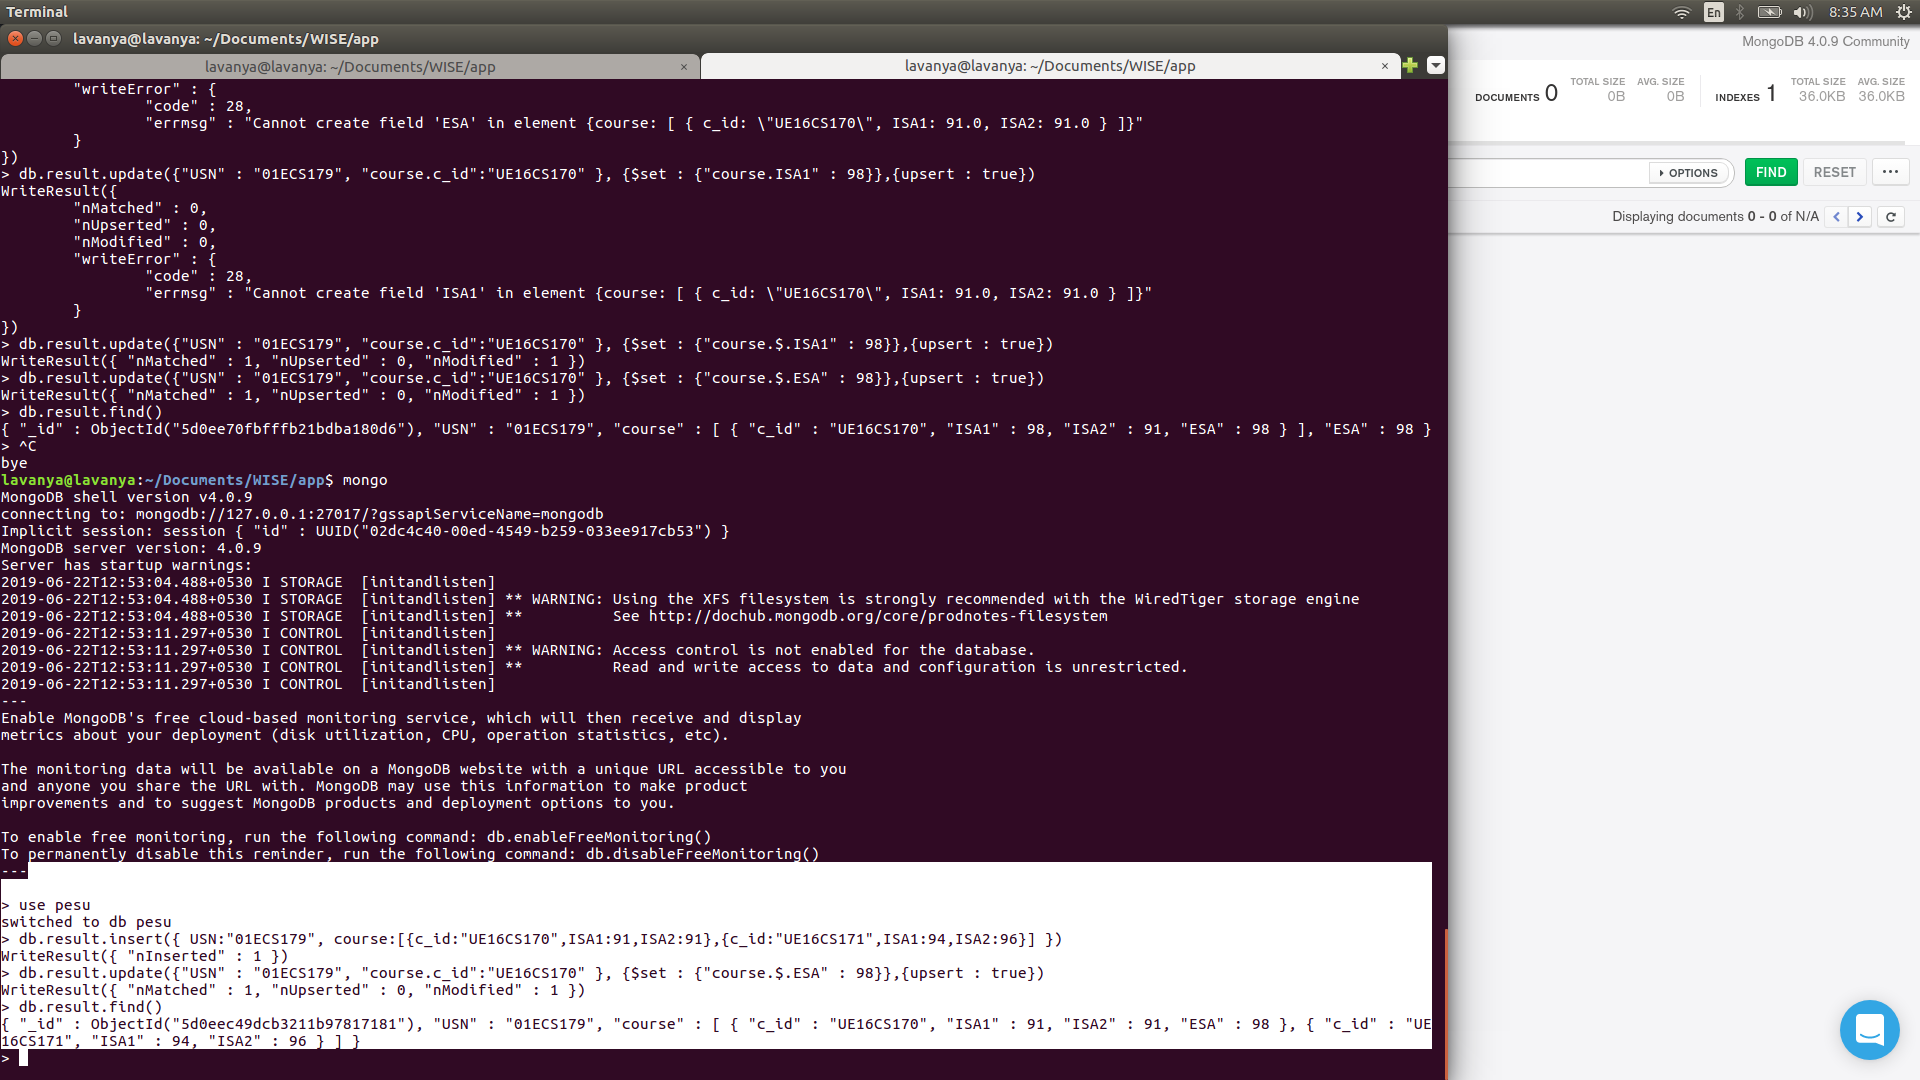 Terminal
En
8:35 AM
lavanya@lavanya: ~/Documents/WISE/app
lavanya@lavanya: ~/Documents/WISE/app ×
lavanya@lavanya: ~/Documents/WISE/app ×
"writeError" : {
"code" : 28,
"errmsg" : "Cannot create field 'ESA' in element {course: [ { c_id: \"UE16CS170\", ISA1: 91.0, ISA2: 91.0 } ]}"
}
})
> db.result.update({"USN" : "01ECS179", "course.c_id":"UE16CS170" }, {$set : {"course.ISA1" : 98}},{upsert : true})
WriteResult({
"nMatched" : 0,
"nUpserted" : 0,
"nModified" : 0,
"writeError" : {
"code" : 28,
"errmsg" : "Cannot create field 'ISA1' in element {course: [ { c_id: \"UE16CS170\", ISA1: 91.0, ISA2: 91.0 } ]}"
}
})
> db.result.update({"USN" : "01ECS179", "course.c_id":"UE16CS170" }, {$set : {"course.$.ISA1" : 98}},{upsert : true})
WriteResult({ "nMatched" : 1, "nUpserted" : 0, "nModified" : 1 })
> db.result.update({"USN" : "01ECS179", "course.c_id":"UE16CS170" }, {$set : {"course.$.ESA" : 98}},{upsert : true})
WriteResult({ "nMatched" : 1, "nUpserted" : 0, "nModified" : 1 })
> db.result.find()
{ "_id" : ObjectId("5d0ee70fbfffb21bdba180d6"), "USN" : "01ECS179", "course" : [ { "c_id" : "UE16CS170", "ISA1" : 98, "ISA2" : 91, "ESA" : 98 } ], "ESA" : 98 }
> ^C
bye
lavanya@lavanya:~/Documents/WISE/app$ mongo
MongoDB shell version v4.0.9
connecting to: mongodb://127.0.0.1:27017/?gssapiServiceName=mongodb
Implicit session: session { "id" : UUID("02dc4c40-00ed-4549-b259-033ee917cb53") }
MongoDB server version: 4.0.9
Server has startup warnings:
2019-06-22T12:53:04.488+0530 I STORAGE  [initandlisten]
2019-06-22T12:53:04.488+0530 I STORAGE  [initandlisten] ** WARNING: Using the XFS filesystem is strongly recommended with the WiredTiger storage engine
2019-06-22T12:53:04.488+0530 I STORAGE  [initandlisten] **          See http://dochub.mongodb.org/core/prodnotes-filesystem
2019-06-22T12:53:11.297+0530 I CONTROL  [initandlisten]
2019-06-22T12:53:11.297+0530 I CONTROL  [initandlisten] ** WARNING: Access control is not enabled for the database.
2019-06-22T12:53:11.297+0530 I CONTROL  [initandlisten] **          Read and write access to data and configuration is unrestricted.
2019-06-22T12:53:11.297+0530 I CONTROL  [initandlisten]
---
Enable MongoDB's free cloud-based monitoring service, which will then receive and display
metrics about your deployment (disk utilization, CPU, operation statistics, etc).
The monitoring data will be available on a MongoDB website with a unique URL accessible to you
and anyone you share the URL with. MongoDB may use this information to make product
improvements and to suggest MongoDB products and deployment options to you.
To enable free monitoring, run the following command: db.enableFreeMonitoring()
To permanently disable this reminder, run the following command: db.disableFreeMonitoring()
---
> use pesu
switched to db pesu
> db.result.insert({ USN:"01ECS179", course:[{c_id:"UE16CS170",ISA1:91,ISA2:91},{c_id:"UE16CS171",ISA1:94,ISA2:96}] })
WriteResult({ "nInserted" : 1 })
> db.result.update({"USN" : "01ECS179", "course.c_id":"UE16CS170" }, {$set : {"course.$.ESA" : 98}},{upsert : true})
WriteResult({ "nMatched" : 1, "nUpserted" : 0, "nModified" : 1 })
> db.result.find()
{ "_id" : ObjectId("5d0eec49dcb3211b97817181"), "USN" : "01ECS179", "course" : [ { "c_id" : "UE16CS170", "ISA1" : 91, "ISA2" : 91, "ESA" : 98 }, { "c_id" : "UE
16CS171", "ISA1" : 94, "ISA2" : 96 } ] }
>
MongoDB 4.0.9 Community
DOCUMENTS 0 TOTAL SIZE 0B AVG. SIZE 0B INDEXES 1 TOTAL SIZE 36.0KB AVG. SIZE 36.0KB
OPTIONS FIND RESET ...
Displaying documents 0 - 0 of N/A < >